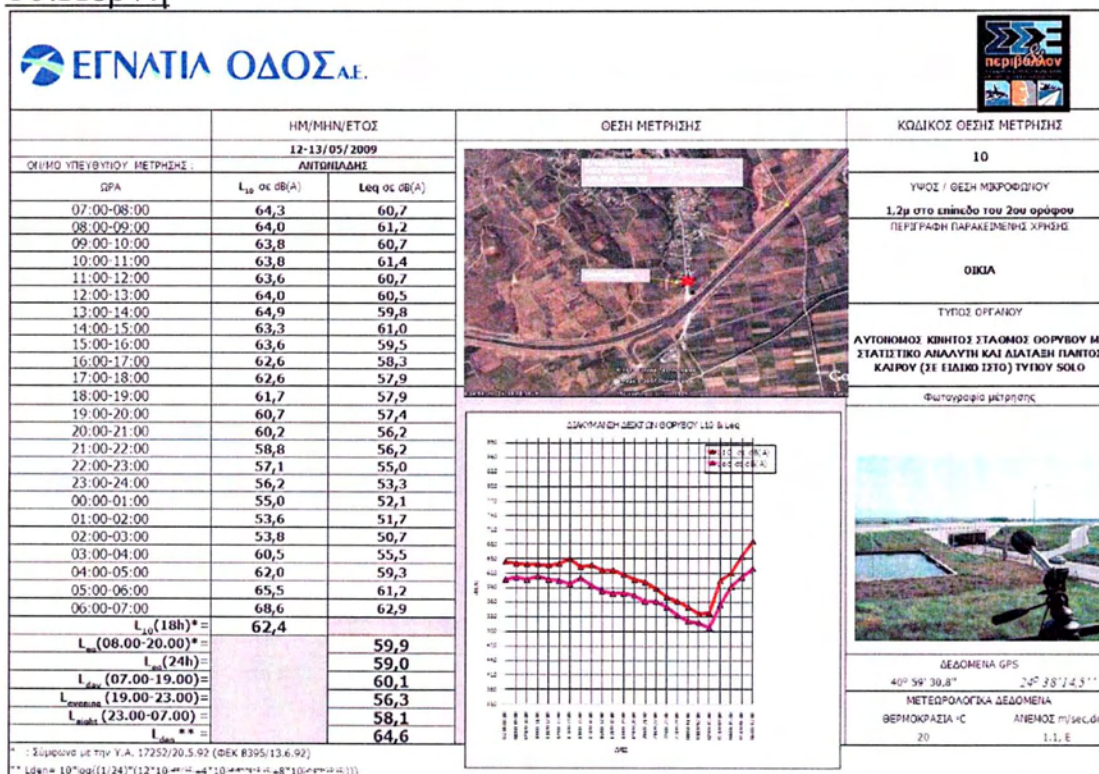 ΕΓΝΑΤΙΑ ΟΔΟΣ Α.Ε.
ΣΣΕ
&
περιβάλλον
ΗΜ/ΜΗΝ/ΕΤΟΣ
ΘΕΣΗ ΜΕΤΡΗΣΗΣ
ΚΩΔΙΚΟΣ ΘΕΣΗΣ ΜΕΤΡΗΣΗΣ
12-13/05/2009
10
ΟΝ/ΜΟ ΥΠΕΥΘΥΝΟΥ ΜΕΤΡΗΣΗΣ :
ΑΝΤΩΝΙΑΔΗΣ
ΩΡΑ
L10 σε dB(A)
Leq σε dB(A)
ΥΨΟΣ / ΘΕΣΗ ΜΙΚΡΟΦΩΝΟΥ
1,2μ στο επίπεδο του 2ου ορόφου
ΠΕΡΙΓΡΑΦΗ ΠΑΡΑΚΕΙΜΕΝΗΣ ΧΡΗΣΗΣ
ΟΙΚΙΑ
07:00-08:00 64,3 60,7
08:00-09:00 64,0 61,2
09:00-10:00 63,8 60,7
10:00-11:00 63,8 61,4
11:00-12:00 63,6 60,7
12:00-13:00 64,0 60,5
13:00-14:00 64,9 59,8
14:00-15:00 63,3 61,0
15:00-16:00 63,6 59,5
16:00-17:00 62,6 58,3
17:00-18:00 62,6 57,9
18:00-19:00 61,7 57,9
19:00-20:00 60,7 57,4
20:00-21:00 60,2 56,2
21:00-22:00 58,8 56,2
22:00-23:00 57,1 55,0
23:00-24:00 56,2 53,3
00:00-01:00 55,0 52,1
01:00-02:00 53,6 51,7
02:00-03:00 53,8 50,7
03:00-04:00 60,5 55,5
04:00-05:00 62,0 59,3
05:00-06:00 65,5 61,2
06:00-07:00 68,6 62,9
L10(18h)*= 62,4
Leq(08.00-20.00)*= 59,9
Leq(24h)= 59,0
Lday (07.00-19.00)= 60,1
Levening (19.00-23.00)= 56,3
Lnight (23.00-07.00) = 58,1
Lden ** = 64,6
ΤΥΠΟΣ ΟΡΓΑΝΟΥ
ΑΥΤΟΝΟΜΟΣ ΚΙΝΗΤΟΣ ΣΤΑΘΜΟΣ ΘΟΡΥΒΟΥ Μ
ΣΤΑΤΙΣΤΙΚΟ ΑΝΑΛΥΤΗ ΚΑΙ ΔΙΑΤΑΞΗ ΠΑΝΤΟΣ
ΚΑΙΡΟΥ (ΣΕ ΕΙΔΙΚΟ ΙΣΤΟ) ΤΥΠΟΥ SOLO
Φωτογραφία μέτρησης
ΔΙΑΚΥΜΑΝΣΗ ΔΕΙΚΤΩΝ ΘΟΡΥΒΟΥ L10 & Leq
L10 σε dB(A)
Leq σε dB(A)
ΔΕΔΟΜΕΝΑ GPS
40º 59' 30,8"
24º 38'14,5''
ΜΕΤΕΩΡΟΛΟΓΙΚΑ ΔΕΔΟΜΕΝΑ
ΘΕΡΜΟΚΡΑΣΙΑ ºC
ΑΝΕΜΟΣ m/sec,de
20
1.1, E
* : Σύμφωνα με την Υ.Α. 17252/20.5.92 (ΦΕΚ Β395/13.6.92)